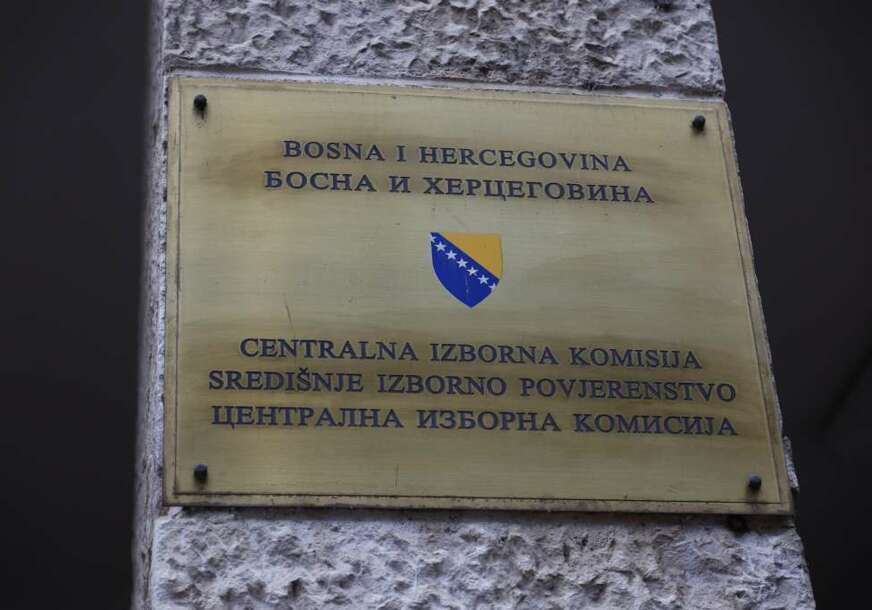 BOSNA I HERCEGOVINA
БОСНА И ХЕРЦЕГОВИНА
CENTRALNA IZBORNA KOMISIJA
SREDIŠNJE IZBORNO POVJERENSTVO
ЦЕНТРАЛНА ИЗБОРНА КОМИСИЈА